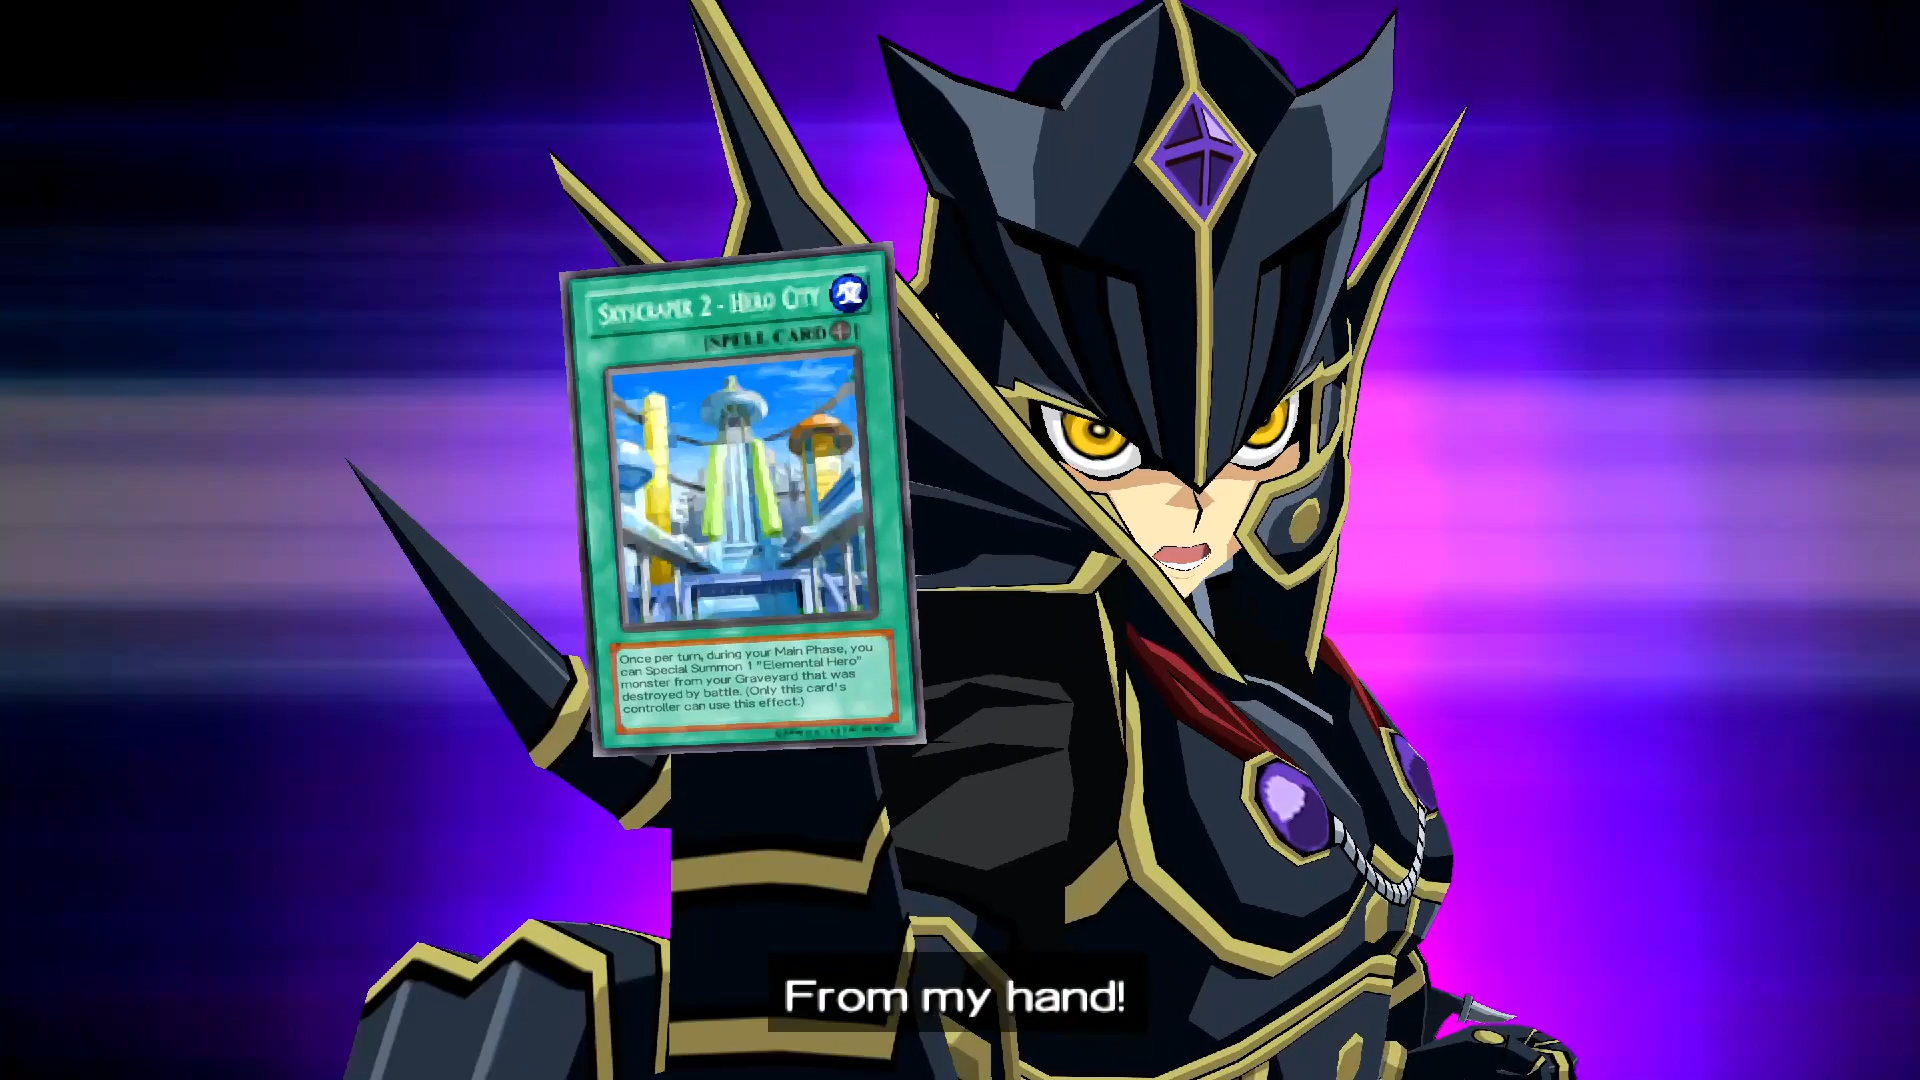 Skyscraper 2 - Hero City
[SPELL CARD]
Once per turn, during your Main Phase, you
can Special Summon 1 "Elemental Hero"
monster from your Graveyard that was
destroyed by battle. (Only this card's
controller can use this effect.)
From my hand!